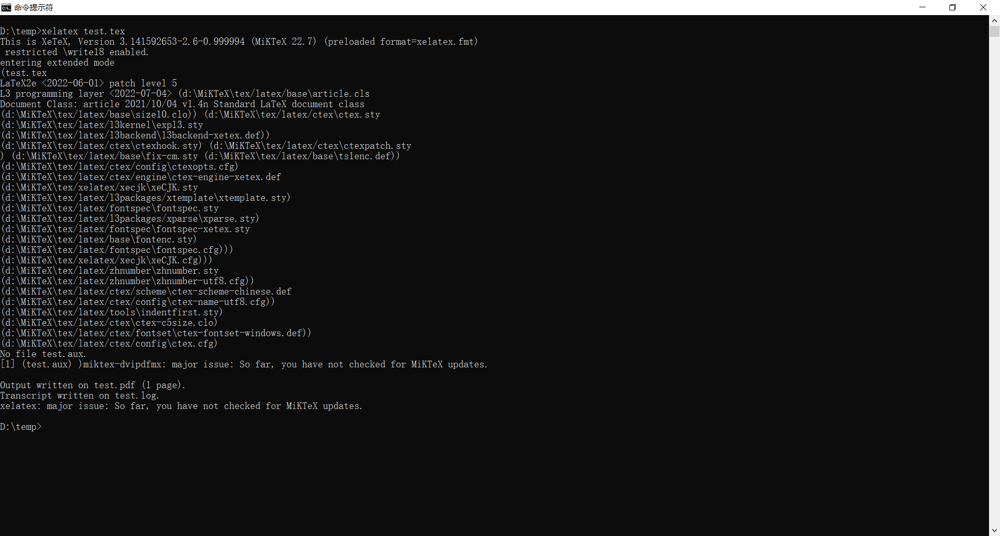 命令提示符
D:\temp>xelatex test.tex
This is XeTeX, Version 3.141592653-2.6-0.999994 (MiKTeX 22.7) (preloaded format=xelatex.fmt)
 restricted \write18 enabled.
entering extended mode
(test.tex
LaTeX2e <2022-06-01> patch level 5
L3 programming layer <2022-07-04> (d:\MiKTeX\tex/latex/base\article.cls
Document Class: article 2021/10/04 v1.4n Standard LaTeX document class
(d:\MiKTeX\tex/latex/base\size10.clo)) (d:\MiKTeX\tex/latex/ctex\ctex.sty
(d:\MiKTeX\tex/latex/l3kernel\expl3.sty
(d:\MiKTeX\tex/latex/l3backend\l3backend-xetex.def))
(d:\MiKTeX\tex/latex/ctex\ctexhook.sty) (d:\MiKTeX\tex/latex/ctex\ctexpatch.sty
) (d:\MiKTeX\tex/latex/base\fix-cm.sty (d:\MiKTeX\tex/latex/base\ts1enc.def))
(d:\MiKTeX\tex/latex/ctex/config\ctexopts.cfg)
(d:\MiKTeX\tex/latex/ctex/engine\ctex-engine-xetex.def
(d:\MiKTeX\tex/xelatex/xecjk\xeCJK.sty
(d:\MiKTeX\tex/latex/l3packages/xtemplate\xtemplate.sty)
(d:\MiKTeX\tex/latex/fontspec\fontspec.sty
(d:\MiKTeX\tex/latex/l3packages/xparse\xparse.sty)
(d:\MiKTeX\tex/latex/fontspec\fontspec-xetex.sty
(d:\MiKTeX\tex/latex/base\fontenc.sty)
(d:\MiKTeX\tex/latex/fontspec\fontspec.cfg)))
(d:\MiKTeX\tex/xelatex/xecjk\xeCJK.cfg)))
(d:\MiKTeX\tex/latex/zhnumber\zhnumber.sty
(d:\MiKTeX\tex/latex/zhnumber\zhnumber-utf8.cfg))
(d:\MiKTeX\tex/latex/ctex/scheme\ctex-scheme-chinese.def
(d:\MiKTeX\tex/latex/ctex/config\ctex-name-utf8.cfg))
(d:\MiKTeX\tex/latex/tools\indentfirst.sty)
(d:\MiKTeX\tex/latex/ctex\ctex-c5size.clo)
(d:\MiKTeX\tex/latex/ctex/fontset\ctex-fontset-windows.def))
(d:\MiKTeX\tex/latex/ctex/config\ctex.cfg)
No file test.aux.
[1] (test.aux) )miktex-dvipdfmx: major issue: So far, you have not checked for MiKTeX updates.
Output written on test.pdf (1 page).
Transcript written on test.log.
xelatex: major issue: So far, you have not checked for MiKTeX updates.
D:\temp>